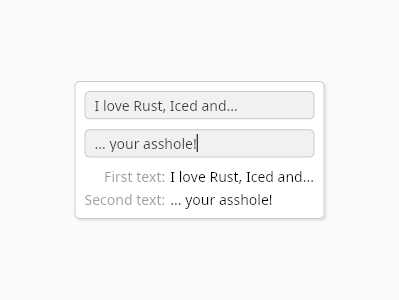 I love Rust, Iced and...
... your asshole!
First text: I love Rust, Iced and...
Second text: ... your asshole!